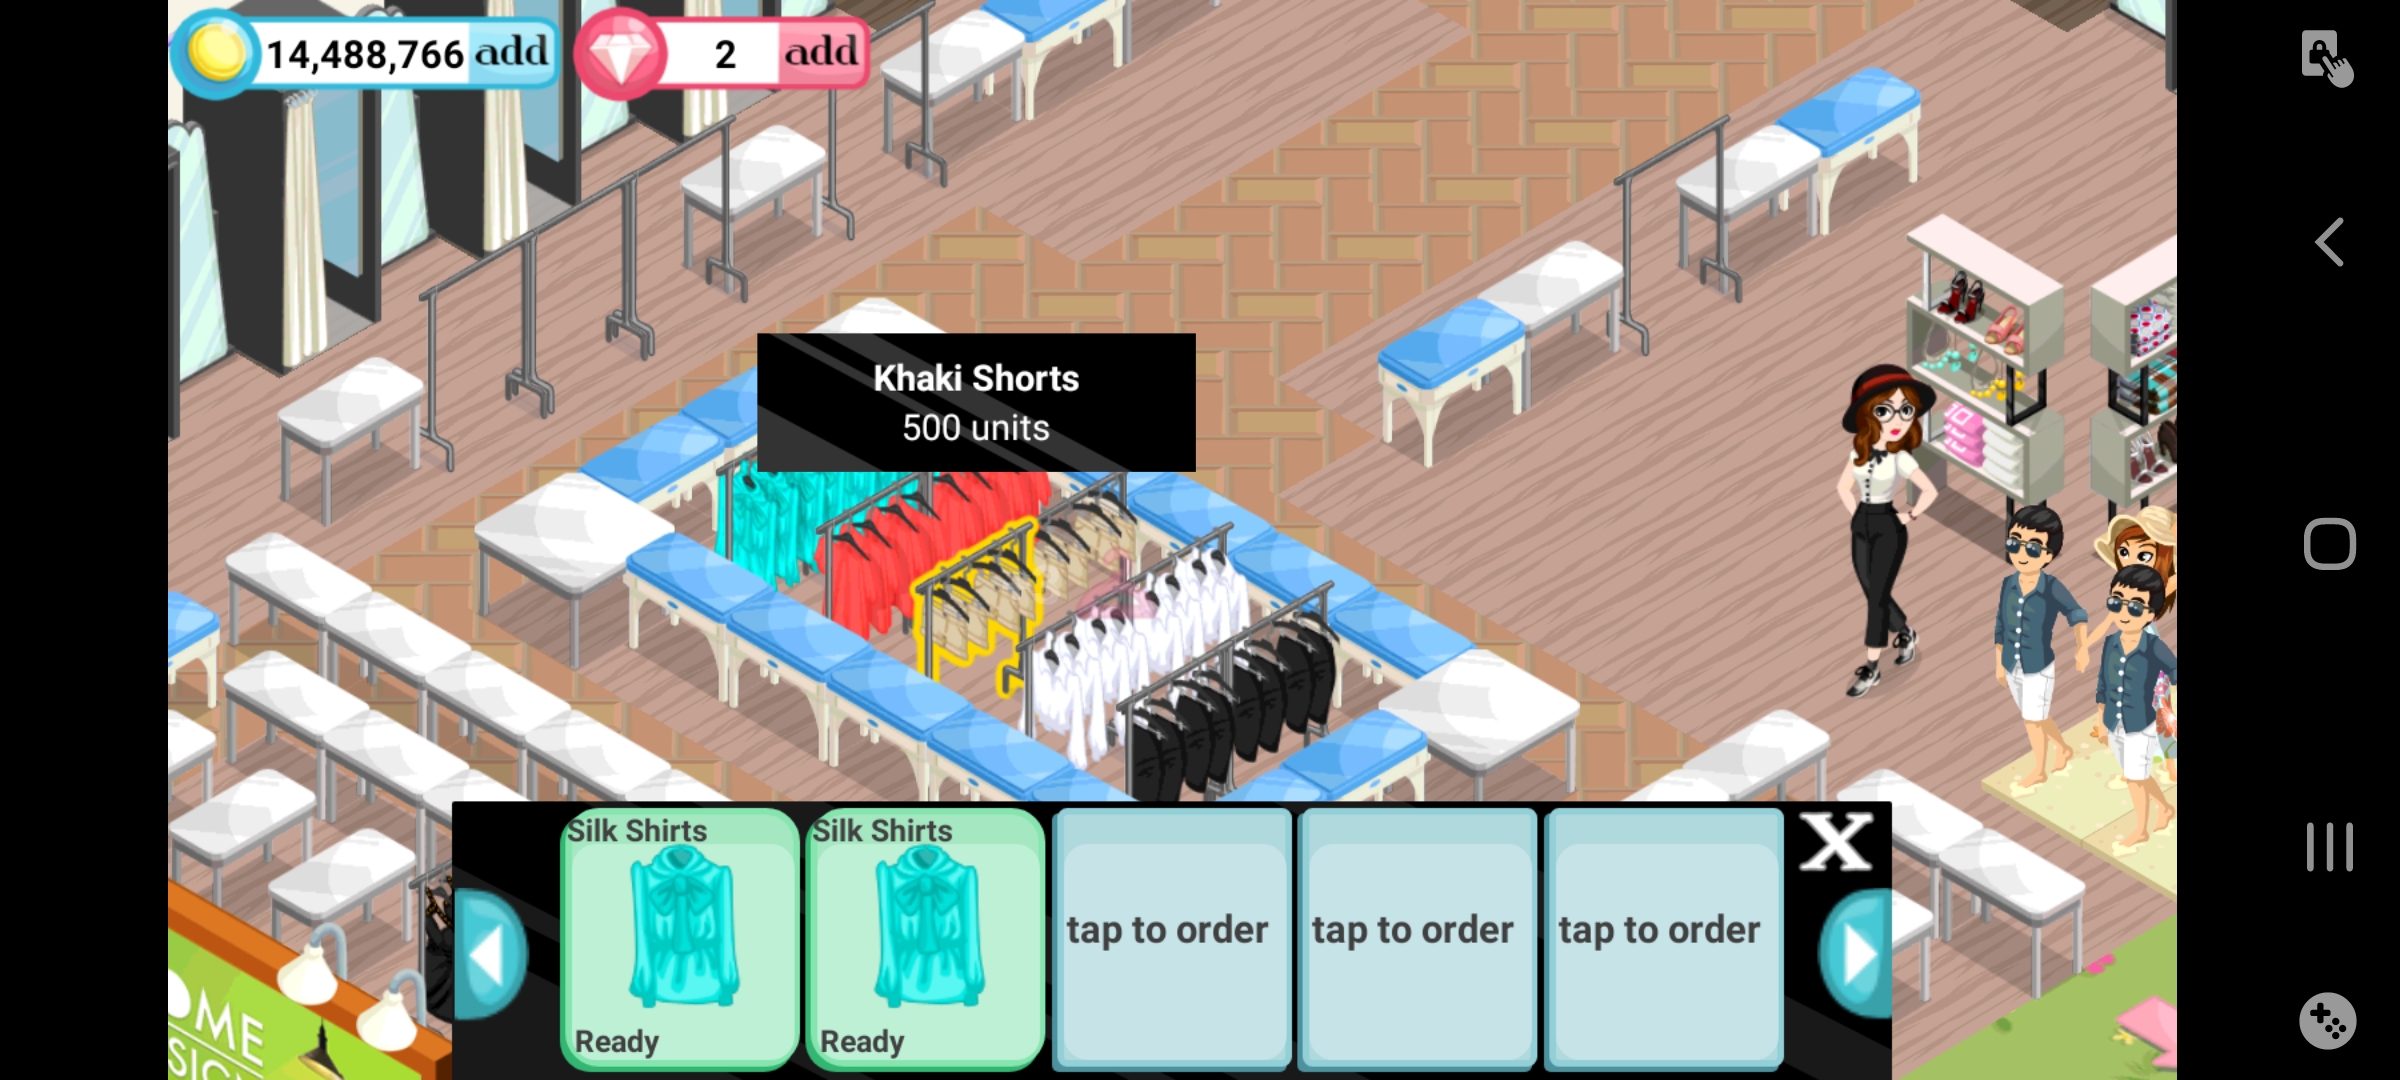 14,488,766 add
2 add
Khaki Shorts
500 units
Silk Shirts
Ready
Silk Shirts
Ready
tap to order
tap to order
tap to order
X